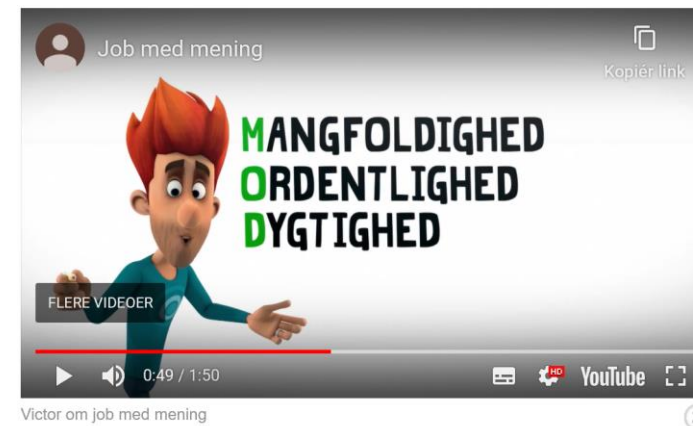 Job med mening
Kopiér link
MANGFOLDIGHED
ORDENTLIGHED
DYGTIGHED
FLERE VIDEOER
0:49 / 1:50
HD
YouTube
Victor om job med mening